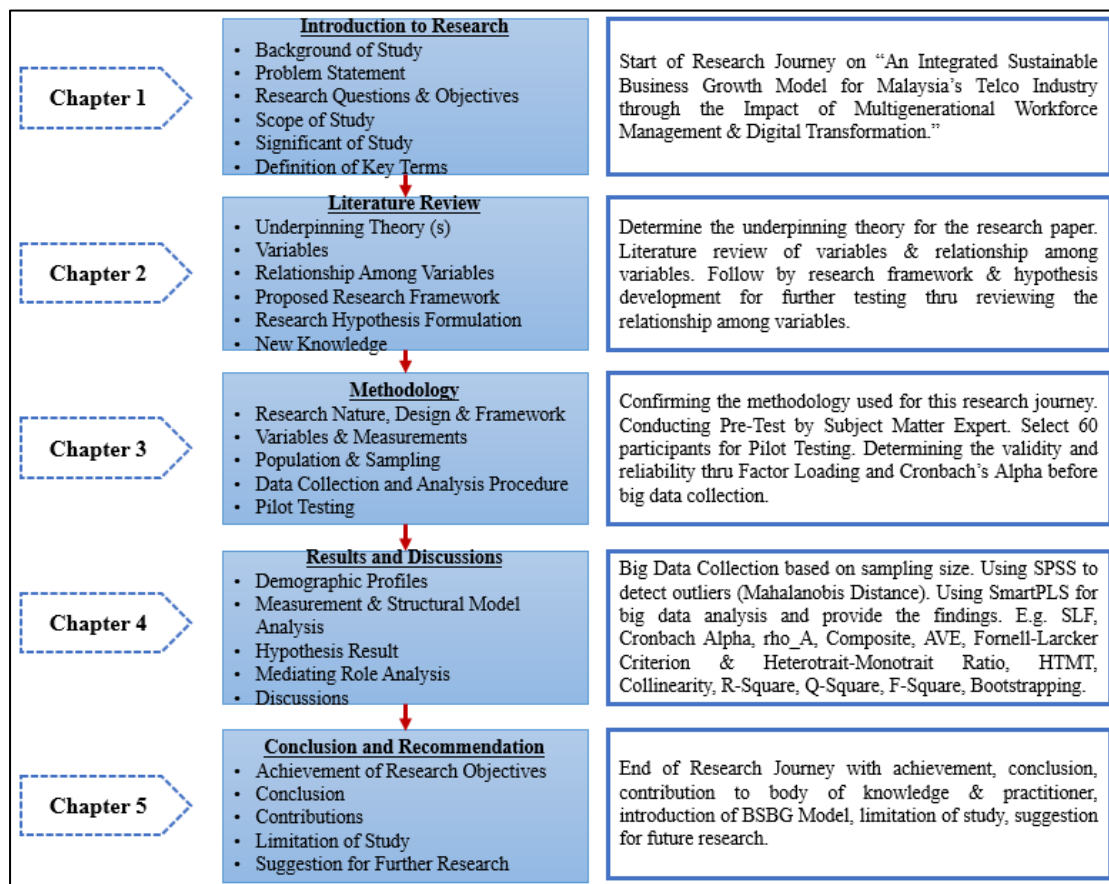 Chapter 1
Introduction to Research
• Background of Study
• Problem Statement
• Research Questions & Objectives
• Scope of Study
• Significant of Study
• Definition of Key Terms
Start of Research Journey on “An Integrated Sustainable
Business Growth Model for Malaysia’s Telco Industry
through the Impact of Multigenerational Workforce
Management & Digital Transformation.”
Chapter 2
Literature Review
• Underpinning Theory (s)
• Variables
• Relationship Among Variables
• Proposed Research Framework
• Research Hypothesis Formulation
• New Knowledge
Determine the underpinning theory for the research paper.
Literature review of variables & relationship among
variables. Follow by research framework & hypothesis
development for further testing thru reviewing the
relationship among variables.
Chapter 3
Methodology
• Research Nature, Design & Framework
• Variables & Measurements
• Population & Sampling
• Data Collection and Analysis Procedure
• Pilot Testing
Confirming the methodology used for this research journey.
Conducting Pre-Test by Subject Matter Expert. Select 60
participants for Pilot Testing. Determining the validity and
reliability thru Factor Loading and Cronbach’s Alpha before
big data collection.
Chapter 4
Results and Discussions
• Demographic Profiles
• Measurement & Structural Model
Analysis
• Hypothesis Result
• Mediating Role Analysis
• Discussions
Big Data Collection based on sampling size. Using SPSS to
detect outliers (Mahalanobis Distance). Using SmartPLS for
big data analysis and provide the findings. E.g. SLF,
Cronbach Alpha, rho_A, Composite, AVE, Fornell-Larcker
Criterion & Heterotrait-Monotrait Ratio, HTMT,
Collinearity, R-Square, Q-Square, F-Square, Bootstrapping.
Chapter 5
Conclusion and Recommendation
• Achievement of Research Objectives
• Conclusion
• Contributions
• Limitation of Study
• Suggestion for Further Research
End of Research Journey with achievement, conclusion,
contribution to body of knowledge & practitioner,
introduction of BSBG Model, limitation of study, suggestion
for future research.